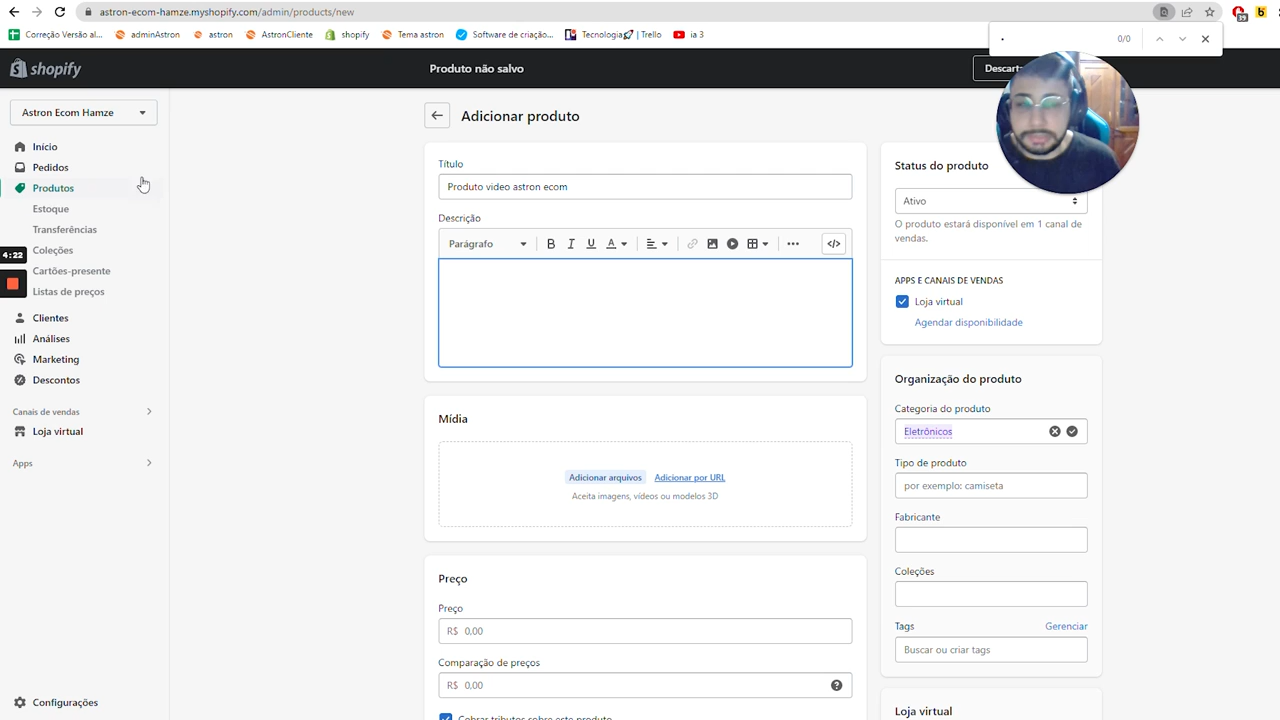 astron-ecom-hamze.myshopify.com/admin/products/new
39
b
Correção Versão al...
adminAstron
astron
AstronCliente
shopify
Tema astron
Software de criação...
Tecnologia🚀 | Trello
ia 3
0/0
shopify
Produto não salvo
Descart
Astron Ecom Hamze
Adicionar produto
Início
Pedidos
Produtos
Estoque
Transferências
4:22
Coleções
Cartões-presente
Listas de preços
Clientes
Análises
Marketing
Descontos
Canais de vendas
Loja virtual
Apps
Configurações
Título
Produto video astron ecom
Descrição
Parágrafo
B I U A
</>
Mídia
Adicionar arquivos Adicionar por URL
Aceita imagens, vídeos ou modelos 3D
Preço
Preço
R$ 0,00
Comparação de preços
R$ 0,00
Cobrar tributos sobre este produto
Status do produto
Ativo
O produto estará disponível em 1 canal de
vendas.
APPS E CANAIS DE VENDAS
Loja virtual
Agendar disponibilidade
Organização do produto
Categoria do produto
Eletrônicos
Tipo de produto
por exemplo: camiseta
Fabricante
Coleções
Tags Gerenciar
Buscar ou criar tags
Loja virtual